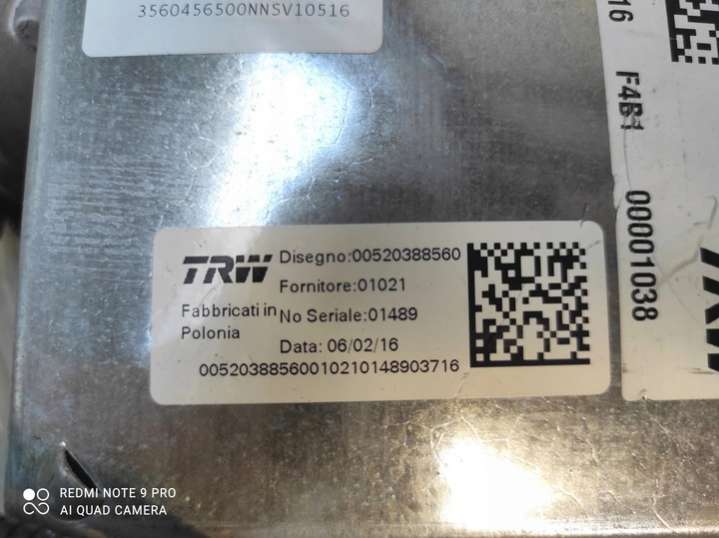 3560456500NNSV10516
16 F4B1 00001038
TRW
Disegno:00520388560
Fornitore:01021
Fabbricati in
Polonia
No Seriale:01489
Data: 06/02/16
00520388560010210148903716
REDMI NOTE 9 PRO
AI QUAD CAMERA